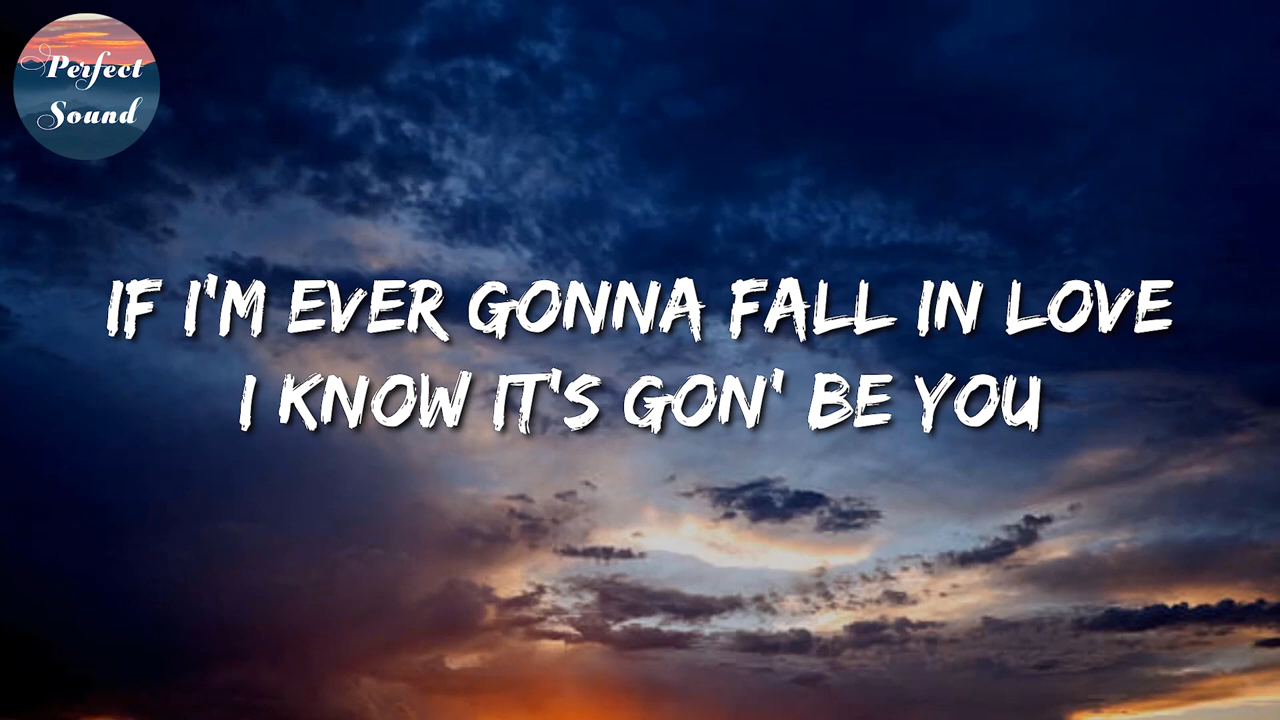 Perfect
Sound
IF I'M EVER GONNA FALL IN LOVE
I KNOW IT'S GON' BE YOU